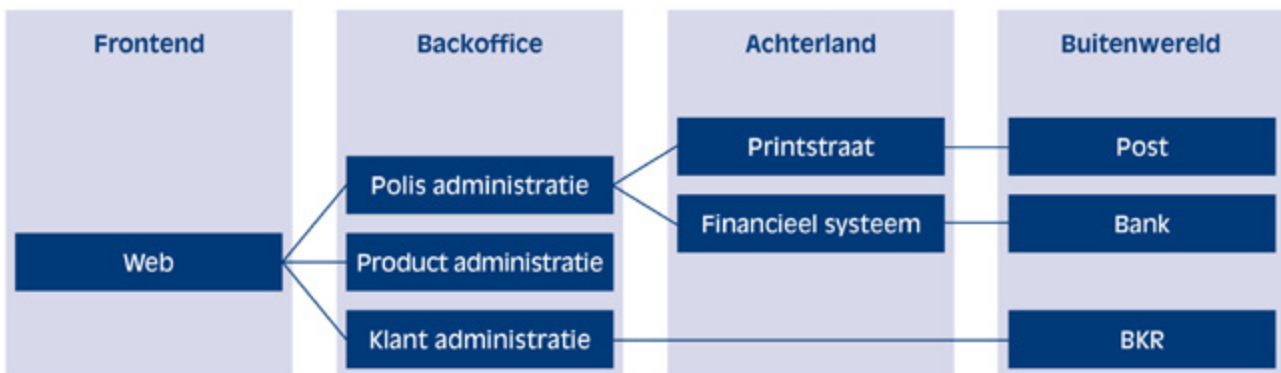 Frontend
Backoffice
Achterland
Buitenwereld
Printstraat
Post
Polis administratie
Financieel systeem
Bank
Web
Product administratie
Klant administratie
BKR